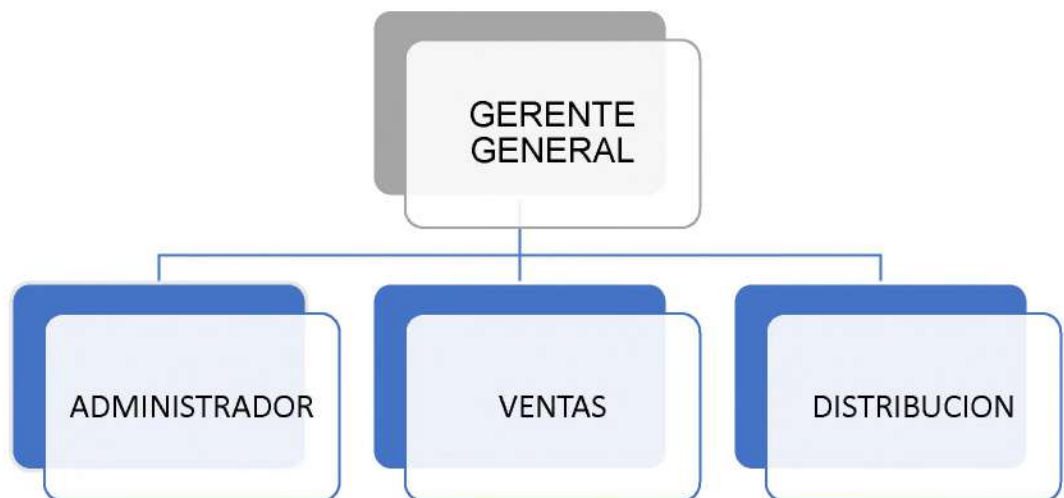 GERENTE
GENERAL
ADMINISTRADOR
VENTAS
DISTRIBUCION